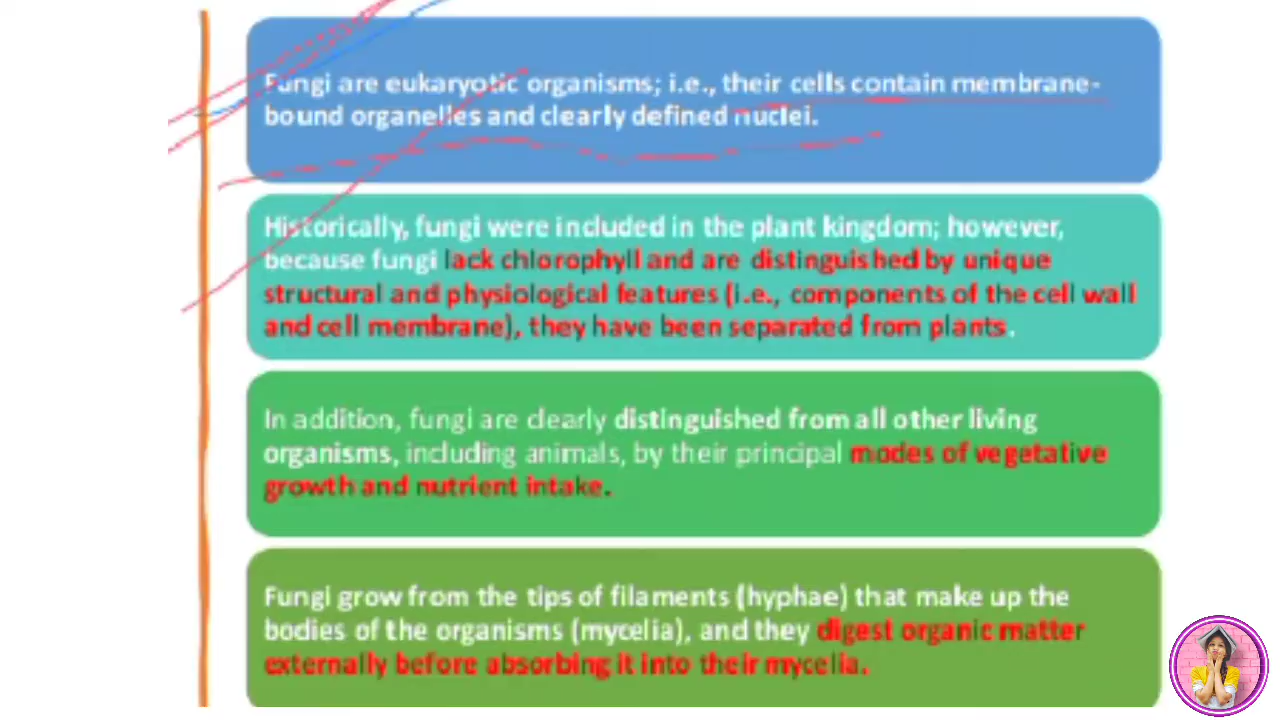 Fungi are eukaryotic organisms; i.e., their cells contain membrane-
bound organelles and clearly defined nuclei.
Historically, fungi were included in the plant kingdom; however,
because fungi lack chlorophyll and are distinguished by unique
structural and physiological features (i.e., components of the cell wall
and cell membrane), they have been separated from plants.
In addition, fungi are clearly distinguished from all other living
organisms, including animals, by their principal modes of vegetative
growth and nutrient intake.
Fungi grow from the tips of filaments (hyphae) that make up the
bodies of the organisms (mycelia), and they digest organic matter
externally before absorbing it into their mycelia.